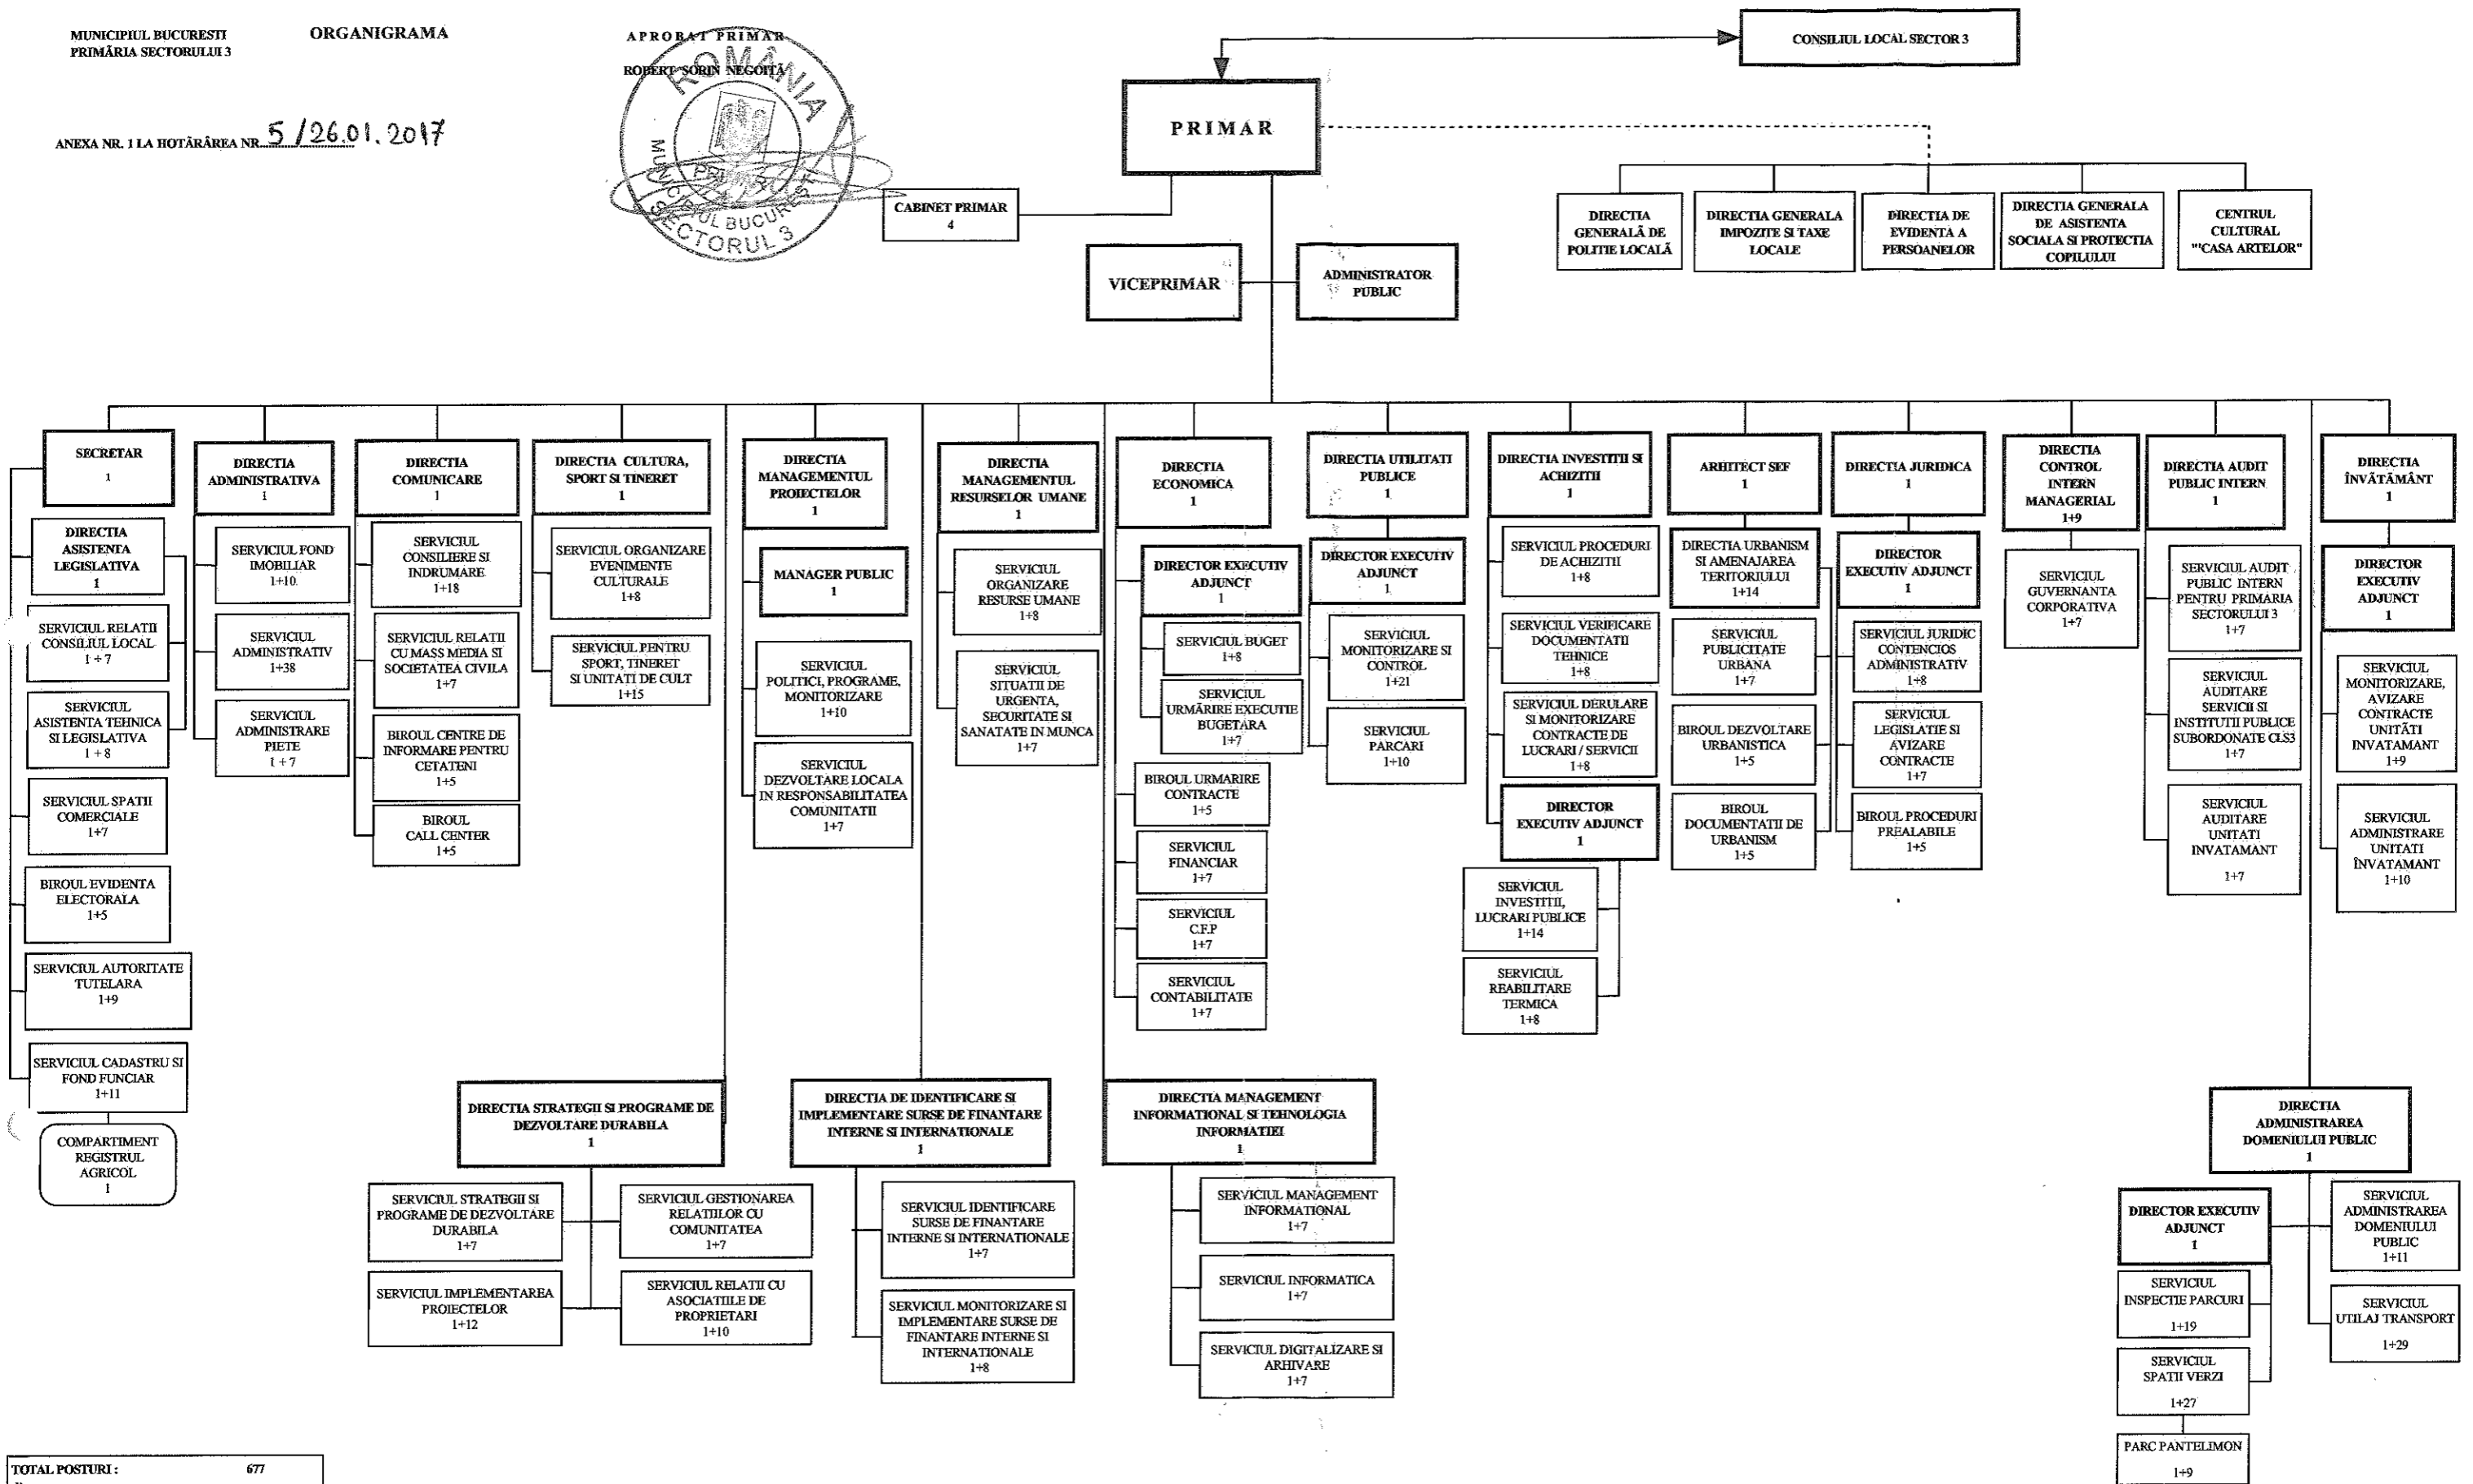 MUNICIPIUL BUCURESTI
PRIMĂRIA SECTORULUI 3
ORGANIGRAMA
APROBAT PRIMAR
ROBERT SORIN NEGOITĂ
ROMÂNIA
MUNICIPIUL BUCURESTI
SECTORUL 3
ANEXA NR. 1 LA HOTĂRÂREA NR. 5 /26.01.2017
CONSILIUL LOCAL SECTOR 3
PRIMAR
CABINET PRIMAR
4
VICEPRIMAR
ADMINISTRATOR
PUBLIC
DIRECTIA
GENERALĂ DE
POLITIE LOCALĂ
DIRECTIA GENERALA
IMPOZITE SI TAXE
LOCALE
DIRECTIA DE
EVIDENTA A
PERSOANELOR
DIRECTIA GENERALA
DE ASISTENTA
SOCIALA SI PROTECTIA
COPILULUI
CENTRUL
CULTURAL
"'CASA ARTELOR"
SECRETAR
1
DIRECTIA
ASISTENTA
LEGISLATIVA
1
SERVICIUL RELATII
CONSILIUL LOCAL
1 + 7
SERVICIUL
ASISTENTA TEHNICA
SI LEGISLATIVA
1 + 8
SERVICIUL SPATII
COMERCIALE
1+7
BIROUL EVIDENTA
ELECTORALA
1+5
SERVICIUL AUTORITATE
TUTELARA
1+9
SERVICIUL CADASTRU SI
FOND FUNCIAR
1+11
COMPARTIMENT
REGISTRUL
AGRICOL
1
DIRECTIA
ADMINISTRATIVA
1
SERVICIUL FOND
IMOBILIAR
1+10
SERVICIUL
ADMINISTRATIV
1+38
SERVICIUL
ADMINISTRARE
PIETE
1 + 7
DIRECTIA
COMUNICARE
1
SERVICIUL
CONSILIERE SI
INDRUMARE
1+18
SERVICIUL RELATII
CU MASS MEDIA SI
SOCIETATEA CIVILA
1+7
BIROUL CENTRE DE
INFORMARE PENTRU
CETATENI
1+5
BIROUL
CALL CENTER
1+5
DIRECTIA CULTURA,
SPORT SI TINERET
1
SERVICIUL ORGANIZARE
EVENIMENTE
CULTURALE
1+8
SERVICIUL PENTRU
SPORT, TINERET
SI UNITATI DE CULT
1+15
DIRECTIA
MANAGEMENTUL
PROIECTELOR
1
MANAGER PUBLIC
1
SERVICIUL
POLITICI, PROGRAME,
MONITORIZARE
1+10
SERVICIUL
DEZVOLTARE LOCALA
IN RESPONSABILITATEA
COMUNITATII
1+7
DIRECTIA
MANAGEMENTUL
RESURSELOR UMANE
1
SERVICIUL
ORGANIZARE
RESURSE UMANE
1+8
SERVICIUL
SITUATII DE
URGENTA,
SECURITATE SI
SANATATE IN MUNCA
1+7
DIRECTIA
ECONOMICA
1
DIRECTOR EXECUTIV
ADJUNCT
1
SERVICIUL BUGET
1+8
SERVICIUL
URMĂRIRE EXECUTIE
BUGETARA
1+7
BIROUL URMARIRE
CONTRACTE
1+5
SERVICIUL
FINANCIAR
1+7
SERVICIUL
C.F.P
1+7
SERVICIUL
CONTABILITATE
1+7
DIRECTIA UTILITATI
PUBLICE
1
DIRECTOR EXECUTIV
ADJUNCT
1
SERVICIUL
MONITORIZARE SI
CONTROL
1+21
SERVICIUL
PARCARI
1+10
DIRECTIA INVESTITII SI
ACHIZITII
1
SERVICIUL PROCEDURI
DE ACHIZITII
1+8
SERVICIUL VERIFICARE
DOCUMENTATII
TEHNICE
1+8
SERVICIUL DERULARE
SI MONITORIZARE
CONTRACTE DE
LUCRARI / SERVICII
1+8
DIRECTOR
EXECUTIV ADJUNCT
1
SERVICIUL
INVESTITII,
LUCRARI PUBLICE
1+14
SERVICIUL
REABILITARE
TERMICA
1+8
ARHITECT SEF
1
DIRECTIA URBANISM
SI AMENAJAREA
TERITORIULUI
1+14
SERVICIUL
PUBLICITATE
URBANA
1+7
BIROUL DEZVOLTARE
URBANISTICA
1+5
BIROUL
DOCUMENTATII DE
URBANISM
1+5
DIRECTIA JURIDICA
1
DIRECTOR
EXECUTIV ADJUNCT
1
SERVICIUL JURIDIC
CONTENCIOS
ADMINISTRATIV
1+8
SERVICIUL
LEGISLATIE SI
AVIZARE
CONTRACTE
1+7
BIROUL PROCEDURI
PREALABILE
1+5
DIRECTIA
CONTROL
INTERN
MANAGERIAL
1+9
SERVICIUL
GUVERNANTA
CORPORATIVA
1+7
DIRECTIA AUDIT
PUBLIC INTERN
1
SERVICIUL AUDIT
PUBLIC INTERN
PENTRU PRIMARIA
SECTORULUI 3
1+7
SERVICIUL
AUDITARE
SERVICII SI
INSTITUTII PUBLICE
SUBORDONATE CLS3
1+7
SERVICIUL
AUDITARE
UNITATI
INVATAMANT
1+7
DIRECTIA
ÎNVĂTĂMÂNT
1
DIRECTOR
EXECUTIV
ADJUNCT
1
SERVICIUL
MONITORIZARE,
AVIZARE
CONTRACTE
UNITĂTI
INVATAMANT
1+9
SERVICIUL
ADMINISTRARE
UNITATI
ÎNVATAMANT
1+10
DIRECTIA STRATEGII SI PROGRAME DE
DEZVOLTARE DURABILA
1
SERVICIUL STRATEGII SI
PROGRAME DE DEZVOLTARE
DURABILA
1+7
SERVICIUL GESTIONAREA
RELATIILOR CU
COMUNITATEA
1+7
SERVICIUL IMPLEMENTAREA
PROIECTELOR
1+12
SERVICIUL RELATII CU
ASOCIATIILE DE
PROPRIETARI
1+10
DIRECTIA DE IDENTIFICARE SI
IMPLEMENTARE SURSE DE FINANTARE
INTERNE SI INTERNATIONALE
1
SERVICIUL IDENTIFICARE
SURSE DE FINANTARE
INTERNE SI INTERNATIONALE
1+7
SERVICIUL MONITORIZARE SI
IMPLEMENTARE SURSE DE
FINANTARE INTERNE SI
INTERNATIONALE
1+8
DIRECTIA MANAGEMENT
INFORMATIONAL SI TEHNOLOGIA
INFORMATIEI
1
SERVICIUL MANAGEMENT
INFORMATIONAL
1+7
SERVICIUL INFORMATICA
1+7
SERVICIUL DIGITALIZARE SI
ARHIVARE
1+7
DIRECTIA
ADMINISTRAREA
DOMENIULUI PUBLIC
1
DIRECTOR EXECUTIV
ADJUNCT
1
SERVICIUL
ADMINISTRAREA
DOMENIULUI
PUBLIC
1+11
SERVICIUL
INSPECTIE PARCURI
1+19
SERVICIUL
UTILAJ TRANSPORT
1+29
SERVICIUL
SPATII VERZI
1+27
PARC PANTELIMON
1+9
TOTAL POSTURI : 677